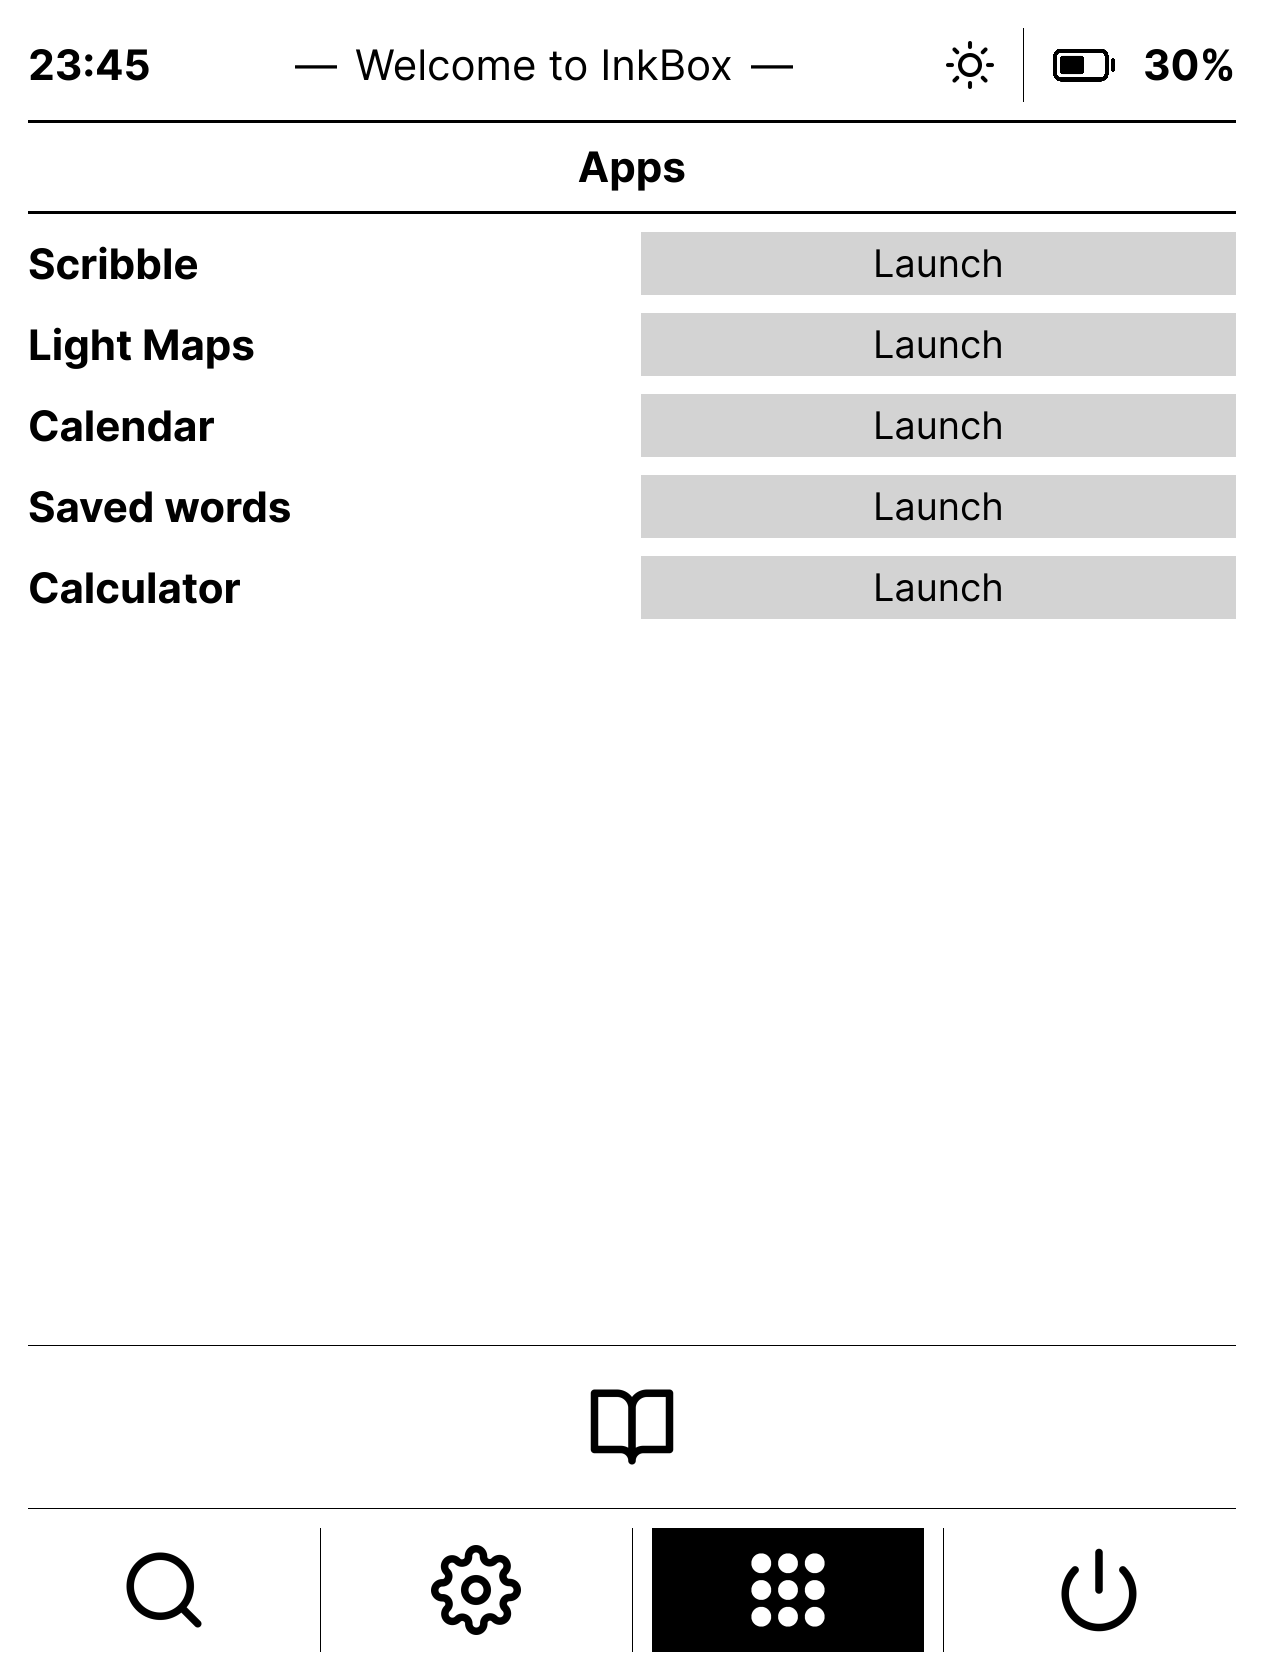 23:45 — Welcome to InkBox — 30%
Apps
Scribble Launch
Light Maps Launch
Calendar Launch
Saved words Launch
Calculator Launch